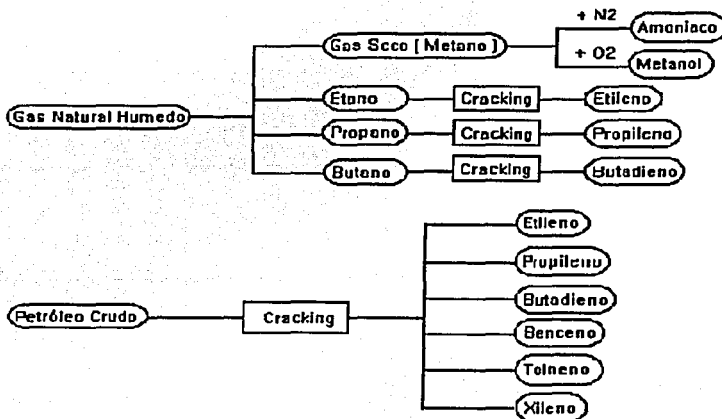 + N2
Amoniaco
Gas Seco [ Metano ]
+ O2
Metanol
Gas Natural Humedo
Etano
Cracking
Etileno
Propano
Cracking
Propileno
Butano
Cracking
Butadieno
Etileno
Propileno
Butadieno
Petróleo Crudo
Cracking
Benceno
Tolueno
Xileno